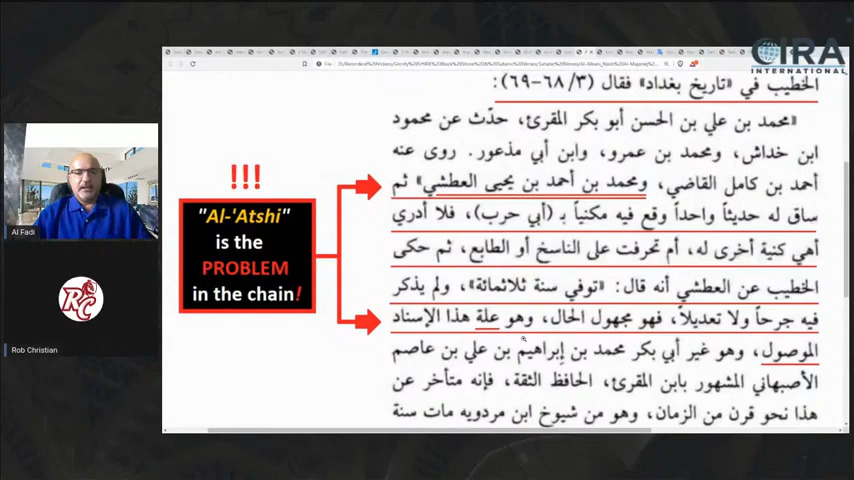 CIRA
INTERNATIONAL
الخطيب في «تاريخ بغداد» فقال (٣/ ٦٨-٦٩):
«محمد بن علي بن الحسن أبو بكر المقرئ، حدّث عن محمود
ابن خداش، ومحمد بن عمرو، وابن أبي مذعور. روى عنه
أحمد بن كامل القاضي، ومحمد بن أحمد بن يحيى العطشي» ثم
ساق له حديثاً واحداً وقع فيه مكنياً بـ (أبي حرب)، فلا أدري
أهي كنية أخرى له، أم تحرفت على الناسخ أو الطابع، ثم حكى
الخطيب عن العطشي أنه قال: «توفي سنة ثلاثمائة»، ولم يذكر
فيه جرحاً ولا تعديلاً، فهو مجهول الحال، وهو علة هذا الإسناد
الموصول، وهو غير أبي بكر محمد بن إبراهيم بن علي بن عاصم
الأصبهاني المشهور بابن المقرئ، الحافظ الثقة، فإنه متأخر عن
هذا نحو قرن من الزمان، وهو من شيوخ ابن مردويه مات سنة
!!!
"Al-'Atshi"
is the
PROBLEM
in the chain!
Al Fadi
RC
Rob Christian